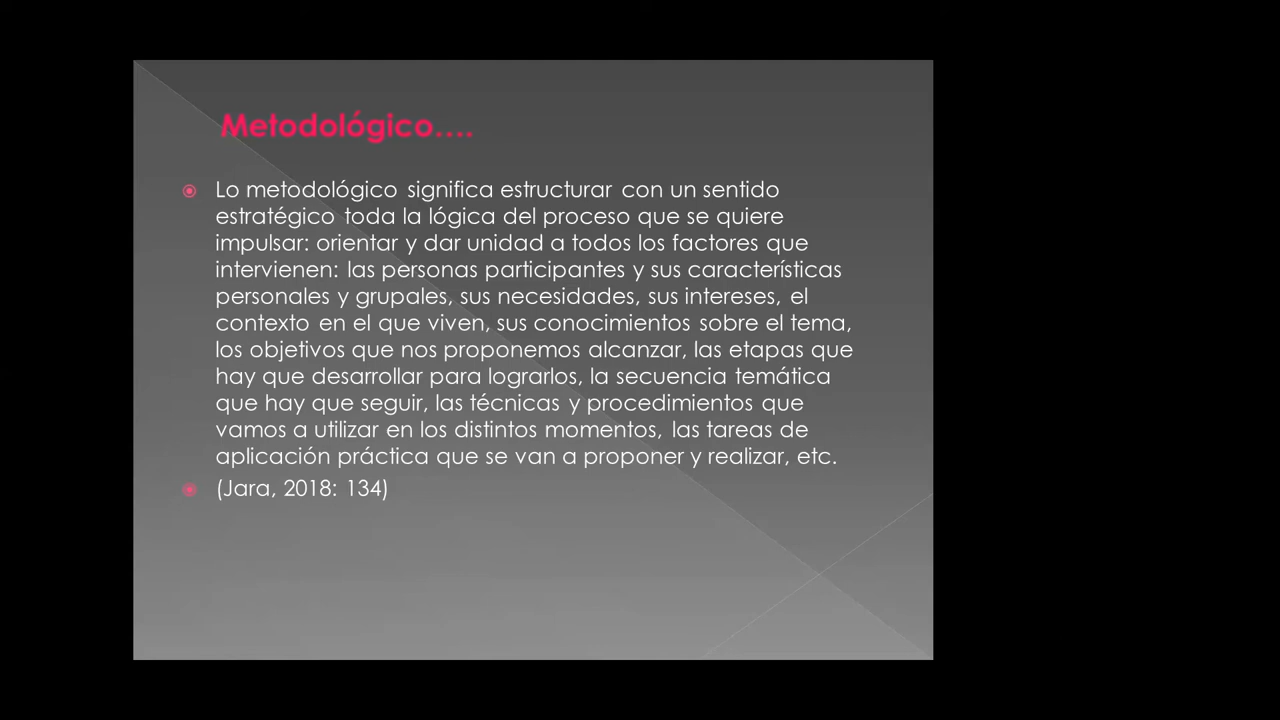 Metodológico....
Lo metodológico significa estructurar con un sentido
estratégico toda la lógica del proceso que se quiere
impulsar: orientar y dar unidad a todos los factores que
intervienen: las personas participantes y sus características
personales y grupales, sus necesidades, sus intereses, el
contexto en el que viven, sus conocimientos sobre el tema,
los objetivos que nos proponemos alcanzar, las etapas que
hay que desarrollar para lograrlos, la secuencia temática
que hay que seguir, las técnicas y procedimientos que
vamos a utilizar en los distintos momentos, las tareas de
aplicación práctica que se van a proponer y realizar, etc.
(Jara, 2018: 134)